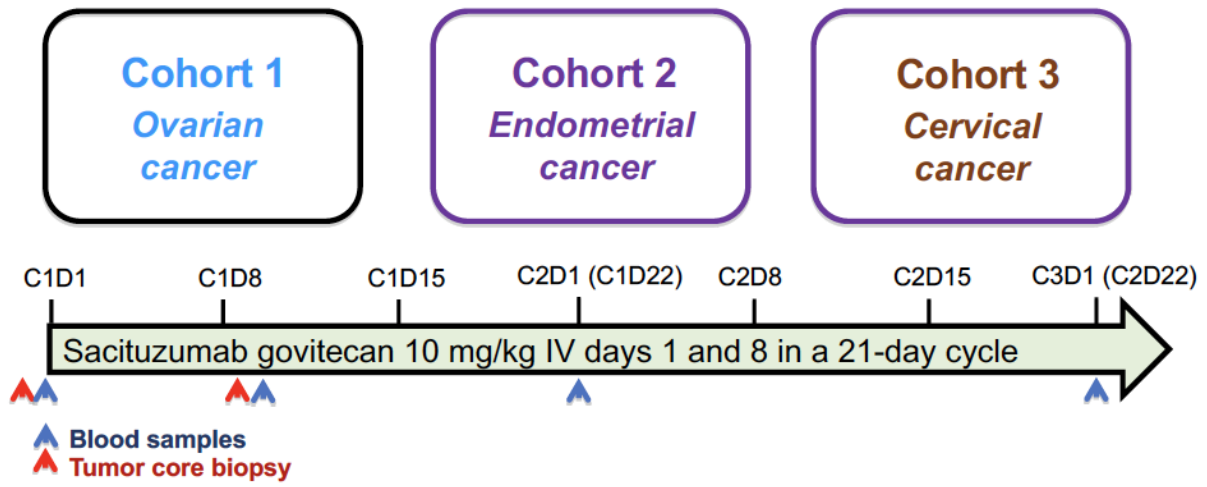 Cohort 1
Ovarian
cancer
Cohort 2
Endometrial
cancer
Cohort 3
Cervical
cancer
C1D1
C1D8
C1D15
C2D1 (C1D22)
C2D8
C2D15
C3D1 (C2D22)
Sacituzumab govitecan 10 mg/kg IV days 1 and 8 in a 21-day cycle
Blood samples
Tumor core biopsy